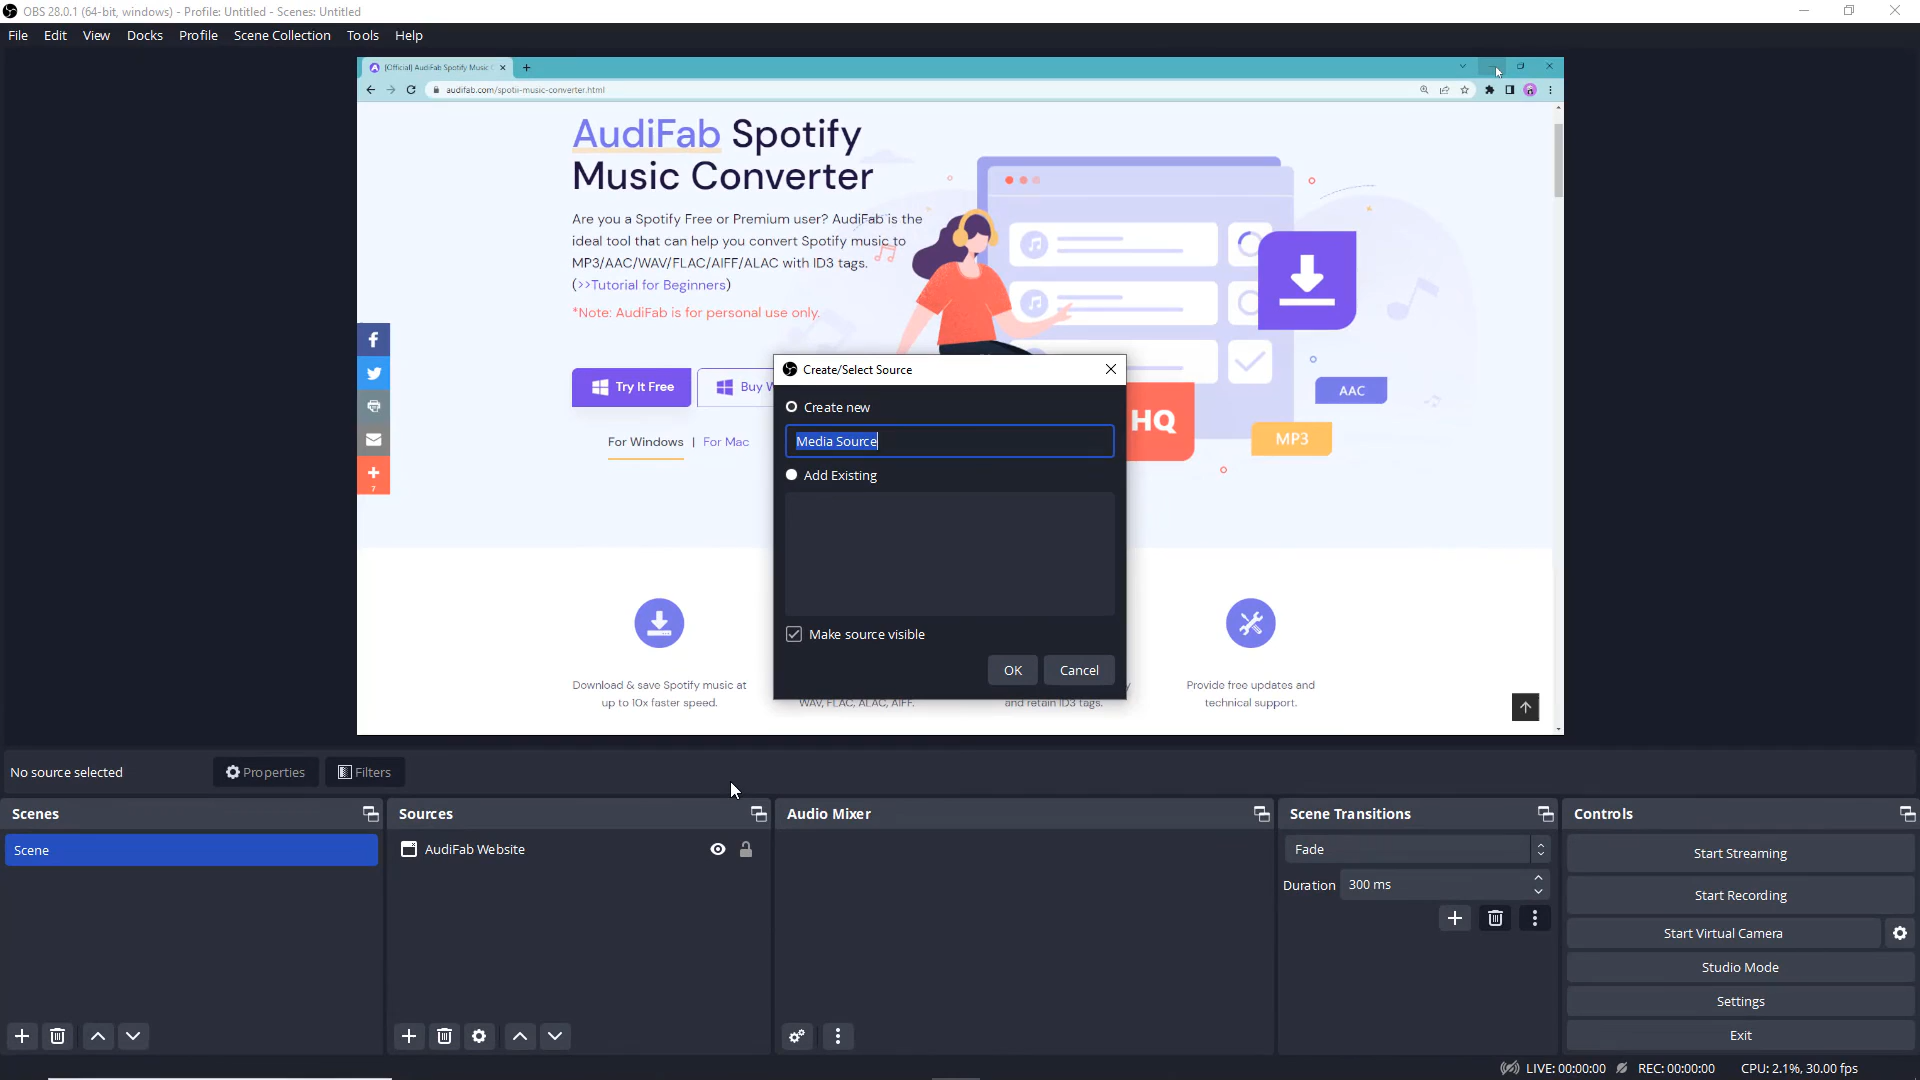 OBS 28.0.1 (64-bit, windows) - Profile: Untitled - Scenes: Untitled
File Edit View Docks Profile Scene Collection Tools Help
[Official] AudiFab Spotify Music C
audifab.com/spotii-music-converter.html
AudiFab Spotify
Music Converter
Are you a Spotify Free or Premium user? AudiFab is the
ideal tool that can help you convert Spotify music to
MP3/AAC/WAV/FLAC/AIFF/ALAC with ID3 tags.
(>>Tutorial for Beginners)
*Note: AudiFab is for personal use only.
Try It Free
Buy
For Windows | For Mac
7
HQ
AAC
MP3
Create/Select Source
Create new
Media Source
Add Existing
Make source visible
OK Cancel
Download & save Spotify music at
up to 10x faster speed.
WAV, FLAC, ALAC, AIFF.
and retain ID3 tags.
Provide free updates and
technical support.
No source selected
Properties
Filters
Scenes
Scene
Sources
AudiFab Website
Audio Mixer
Scene Transitions
Fade
Duration 300 ms
Controls
Start Streaming
Start Recording
Start Virtual Camera
Studio Mode
Settings
Exit
LIVE: 00:00:00 REC: 00:00:00 CPU: 2.1%, 30.00 fps